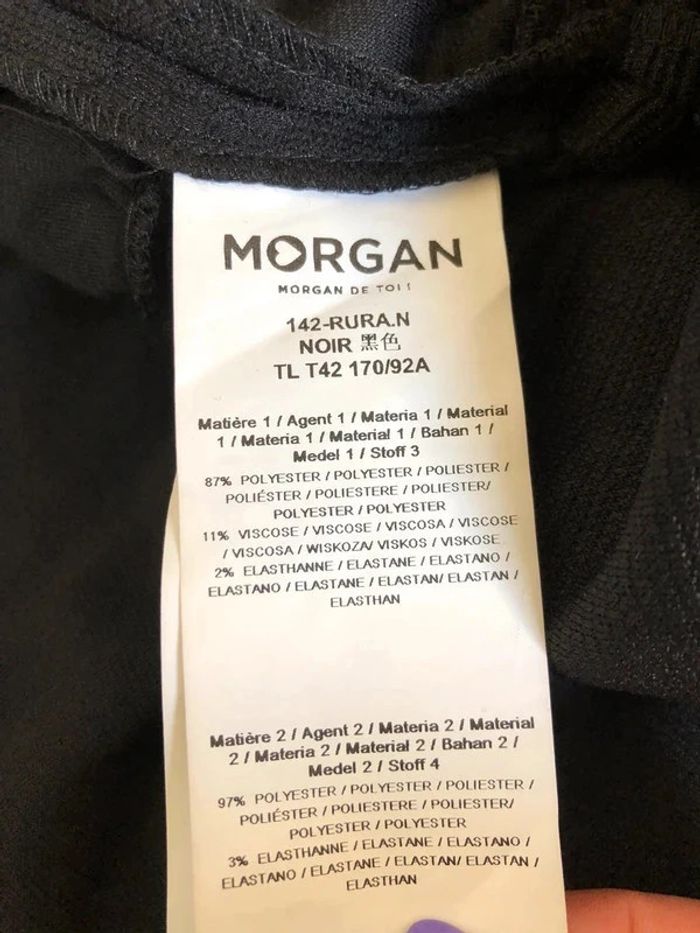 MORGAN
MORGAN DE TOI !
142-RURA.N
NOIR 黑色
TL T42 170/92A
Matière 1 / Agent 1 / Materia 1 / Material
1 / Materia 1 / Material 1 / Bahan 1 /
Medel 1 / Stoff 3
87% POLYESTER / POLYESTER / POLIESTER /
POLIÉSTER / POLIESTERE / POLIESTER/
POLYESTER / POLYESTER
11% VISCOSE / VISCOSE / VISCOSA / VISCOSE
/ VISCOSA / WISKOZA/ VISKOS / VISKOSE
2% ELASTHANNE / ELASTANE / ELASTANO /
ELASTANO / ELASTANE / ELASTAN/ ELASTAN /
ELASTHAN
Matière 2 / Agent 2 / Materia 2 / Material
2 / Materia 2 / Material 2 / Bahan 2 /
Medel 2 / Stoff 4
97% POLYESTER / POLYESTER / POLIESTER /
POLIÉSTER / POLIESTERE / POLIESTER/
POLYESTER / POLYESTER
3% ELASTHANNE / ELASTANE / ELASTANO /
ELASTANO / ELASTANE / ELASTAN/ ELASTAN /
ELASTHAN